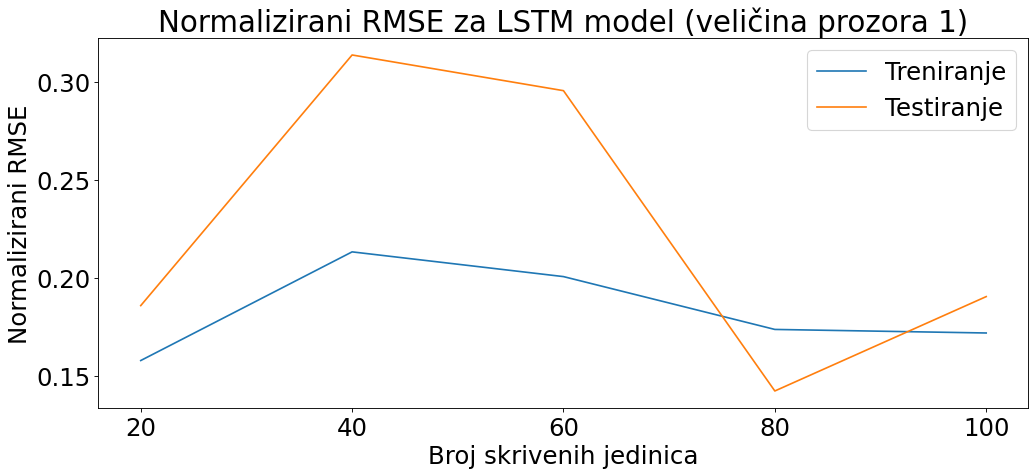 Normalizirani RMSE za LSTM model (veličina prozora 1)
Treniranje
Testiranje
Normalizirani RMSE
0.30
0.25
0.20
0.15
20 40 60 80 100
Broj skrivenih jedinica